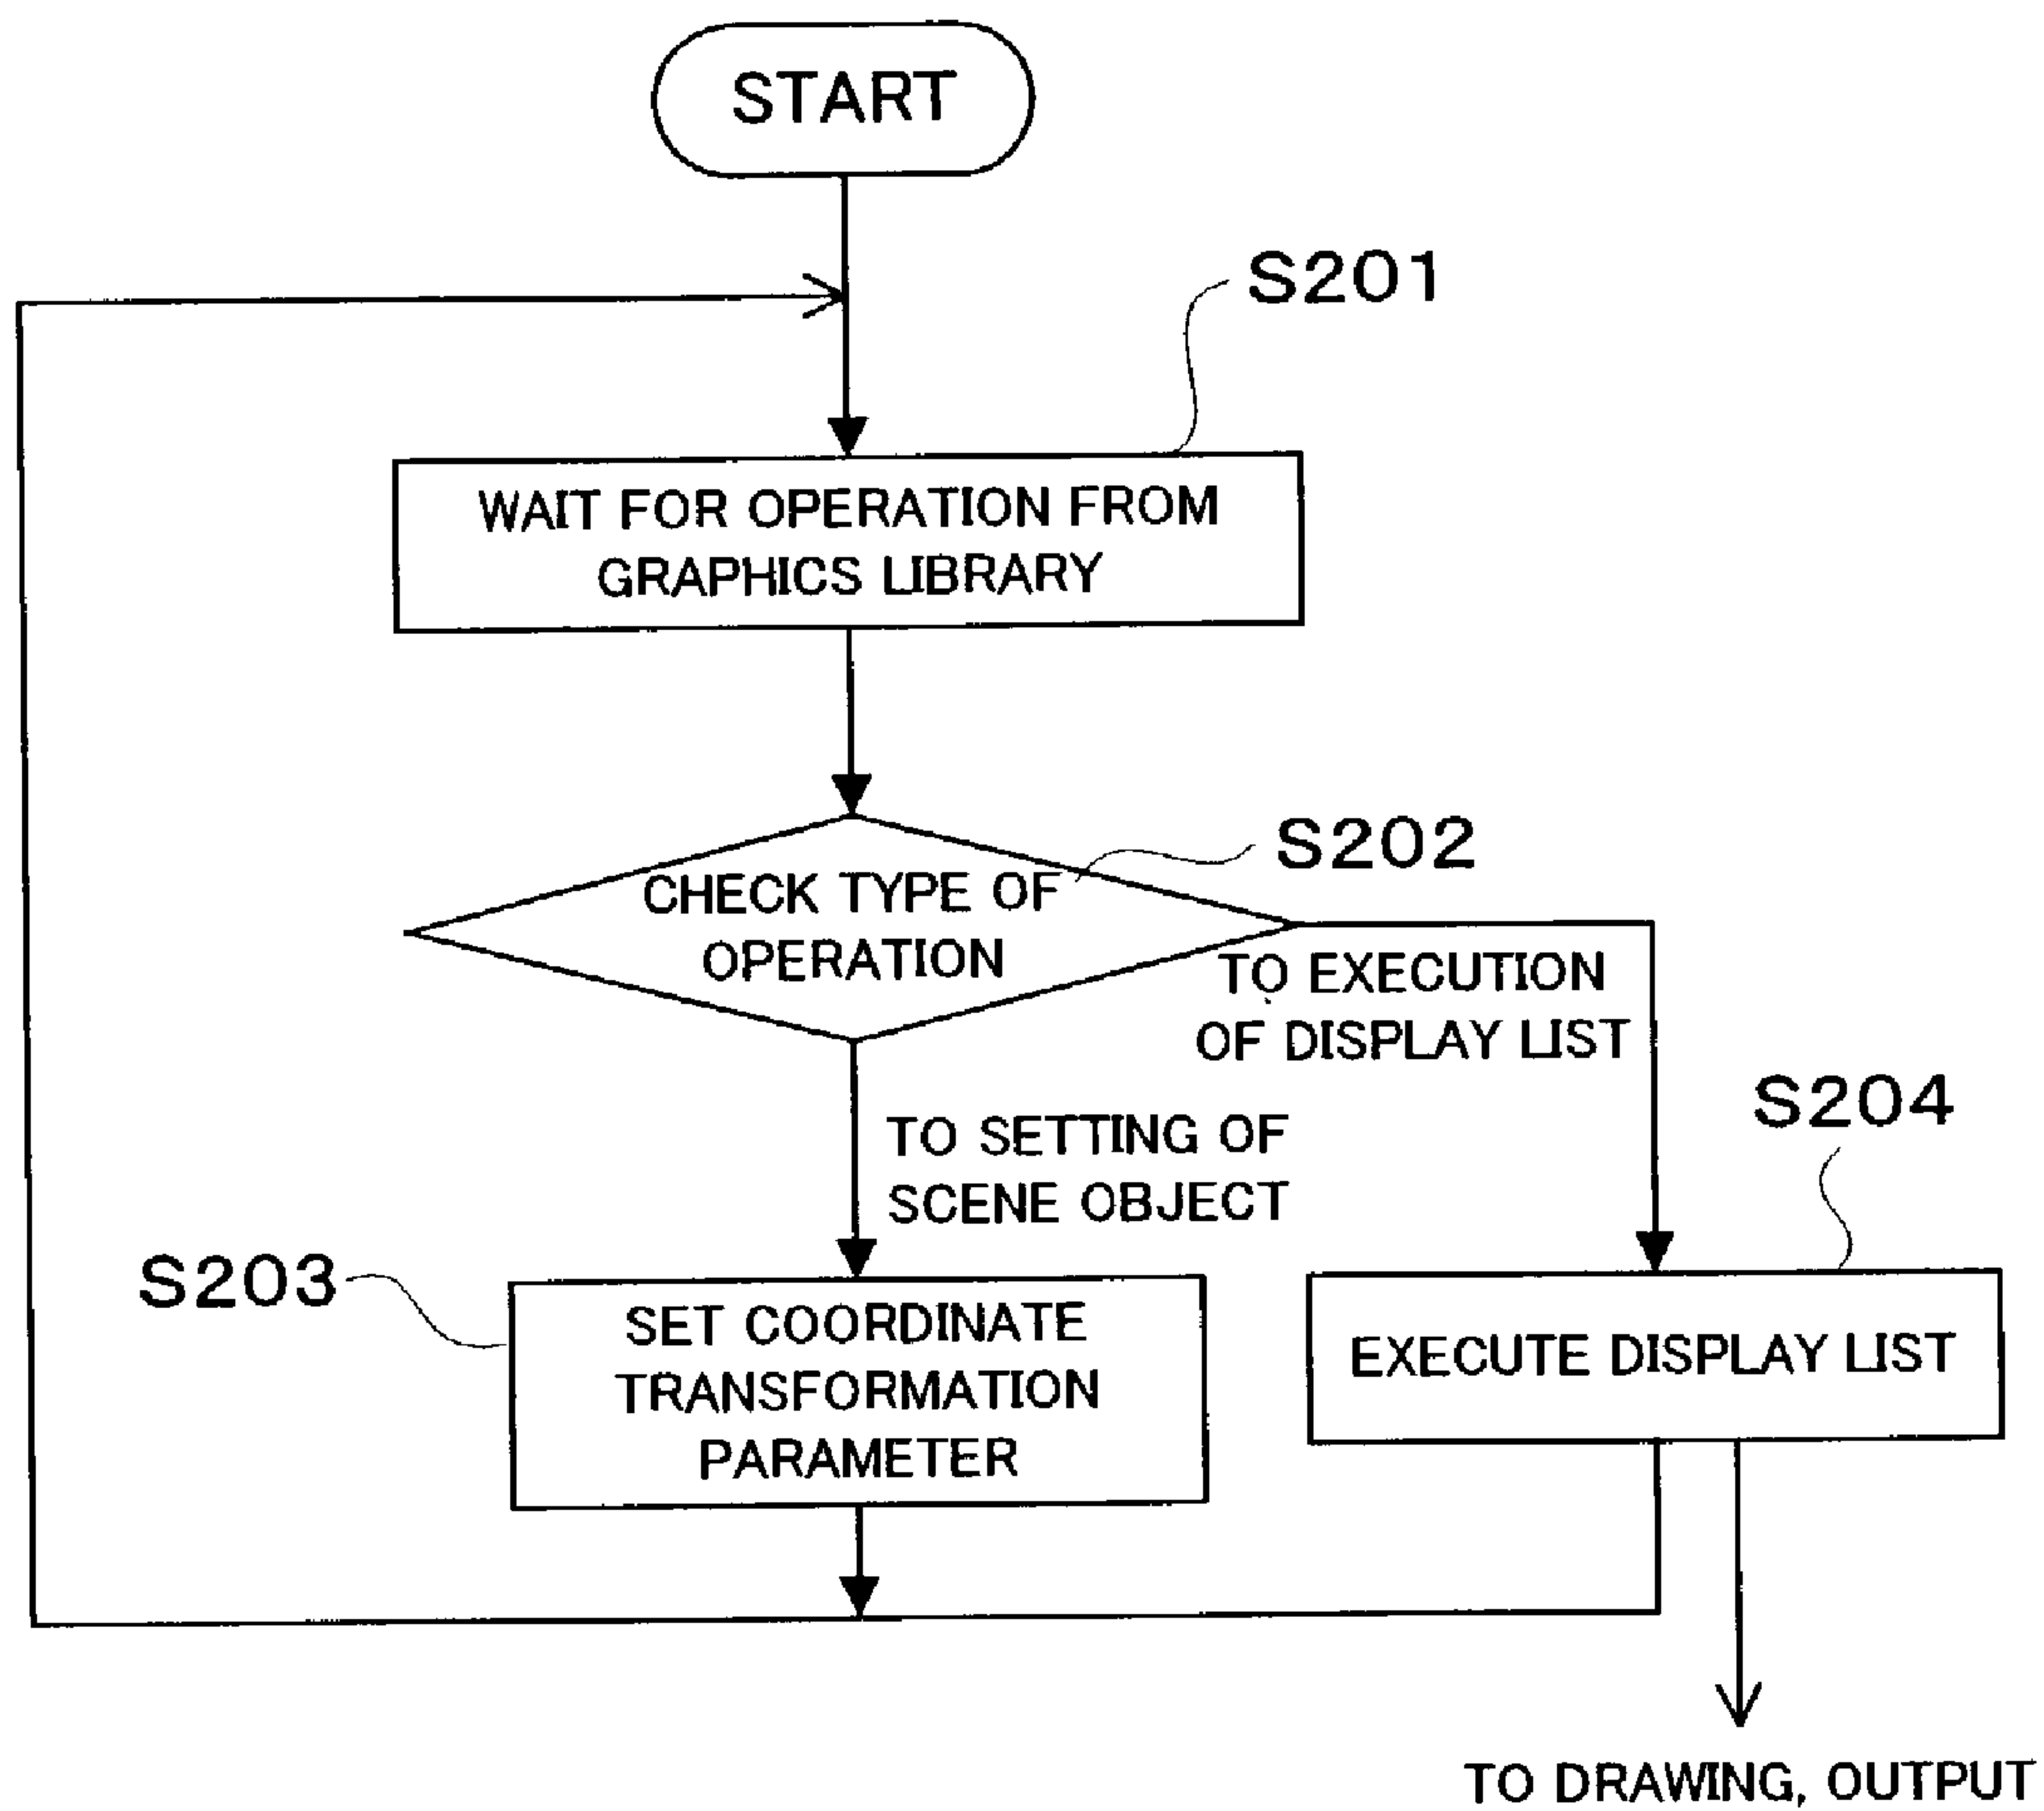 START
S201
WAIT FOR OPERATION FROM
GRAPHICS LIBRARY
S202
CHECK TYPE OF
OPERATION
TO EXECUTION
OF DISPLAY LIST
S204
TO SETTING OF
SCENE OBJECT
S203
SET COORDINATE
TRANSFORMATION
PARAMETER
EXECUTE DISPLAY LIST
TO DRAWING, OUTPUT